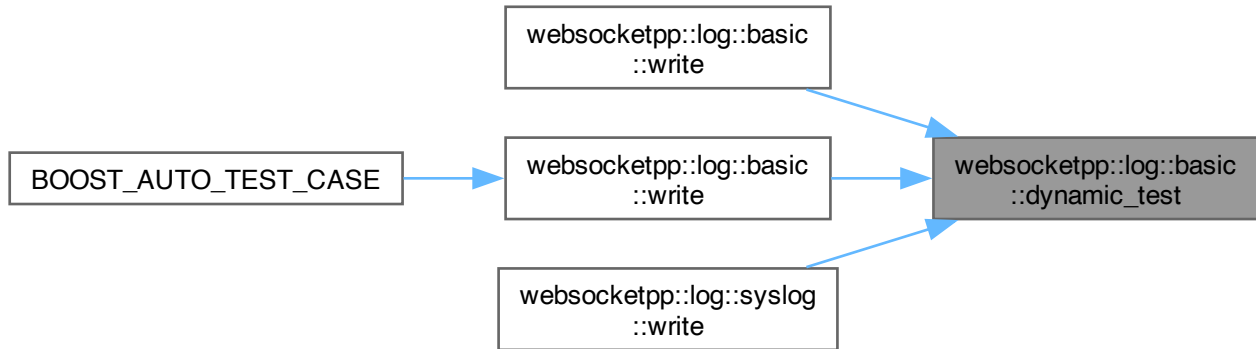 websocketpp::log::basic
::write
BOOST_AUTO_TEST_CASE
websocketpp::log::basic
::write
websocketpp::log::basic
::dynamic_test
websocketpp::log::syslog
::write